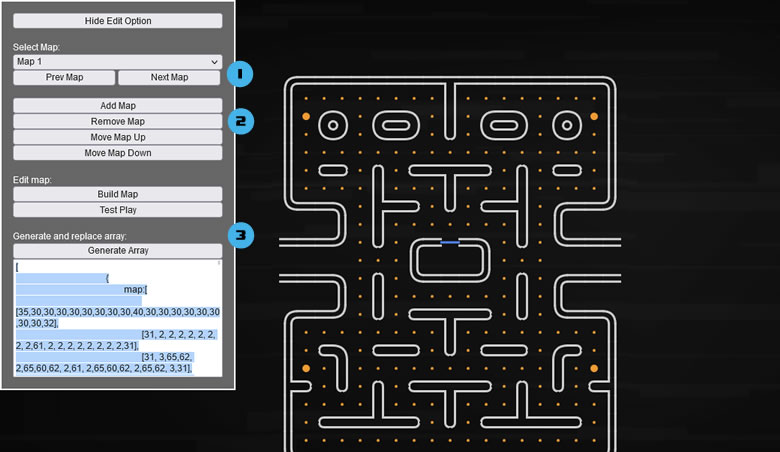 Hide Edit Option
Select Map:
Map 1
Prev Map
Next Map
1
Add Map
Remove Map
2
Move Map Up
Move Map Down
Edit map:
Build Map
Test Play
Generate and replace array:
3
Generate Array
[
{
map:[
[35,30,30,30,30,30,30,30,30,40,30,30,30,30,30,30
,30,30,32],
[31, 2, 2, 2, 2, 2, 2, 2,
2, 2,61, 2, 2, 2, 2, 2, 2, 2, 2,31],
[31, 3,65,62,
2,65,60,62, 2,61, 2,65,60,62, 2,65,62, 3,31],